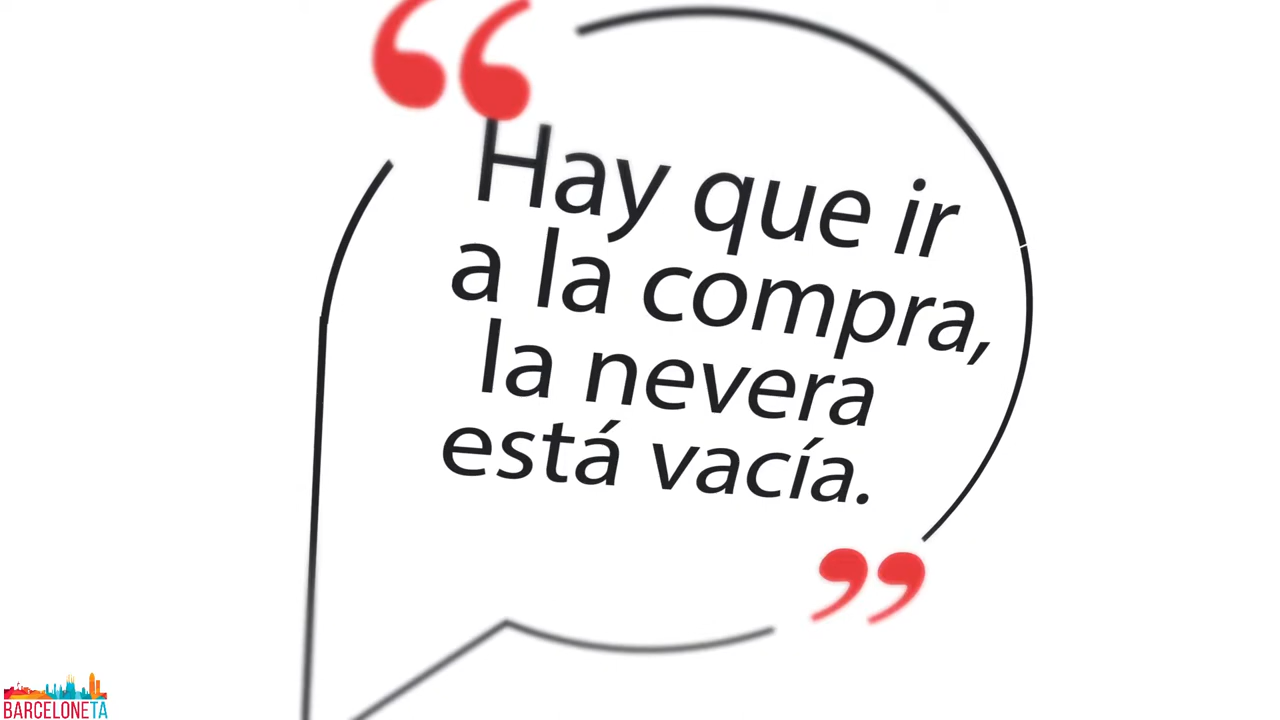 Hay que ir
a la compra,
la nevera
está vacía.
BARCELONETA